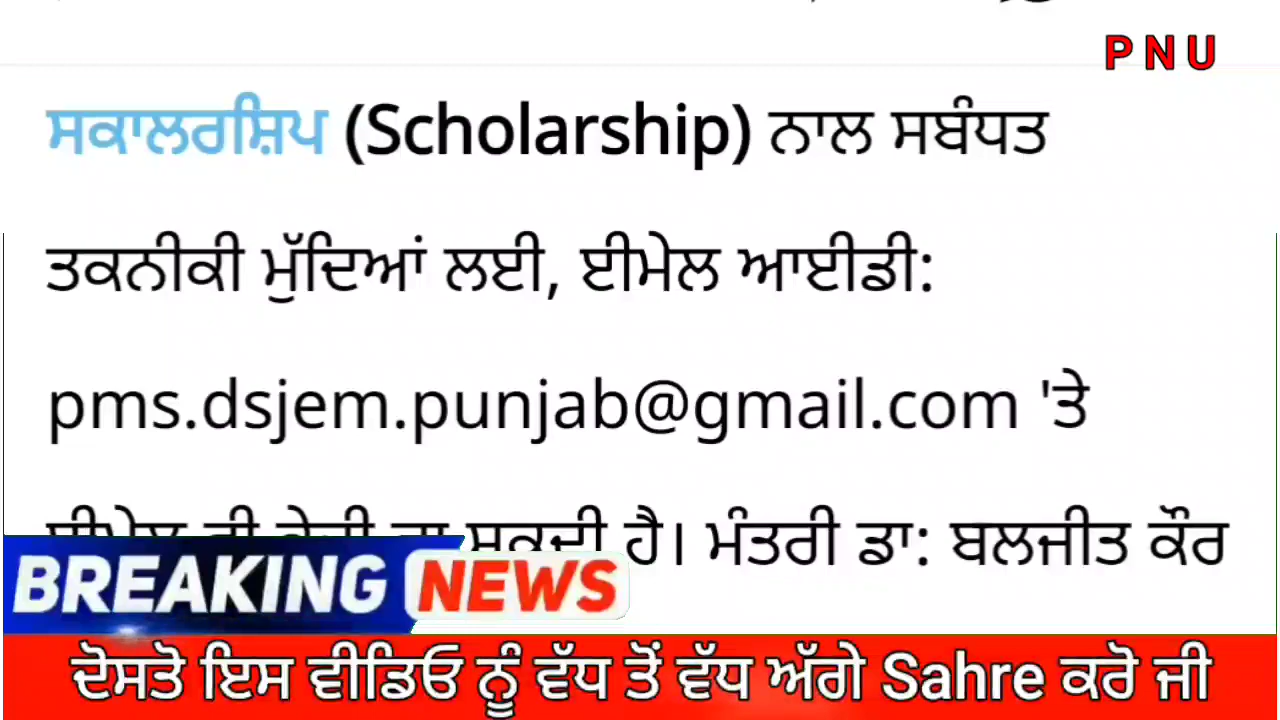 PNU
ਸਕਾਲਰਸ਼ਿਪ (Scholarship) ਨਾਲ ਸਬੰਧਤ
ਤਕਨੀਕੀ ਮੁੱਦਿਆਂ ਲਈ, ਈਮੇਲ ਆਈਡੀ:
pms.dsjem.punjab@gmail.com 'ਤੇ
ਸਕਦੀ ਹੈ। ਮੰਤਰੀ ਡਾ: ਬਲਜੀਤ ਕੌਰ
BREAKING NEWS
ਦੋਸਤੋ ਇਸ ਵੀਡਿਓ ਨੂੰ ਵੱਧ ਤੋਂ ਵੱਧ ਅੱਗੇ Sahre ਕਰੋ ਜੀ